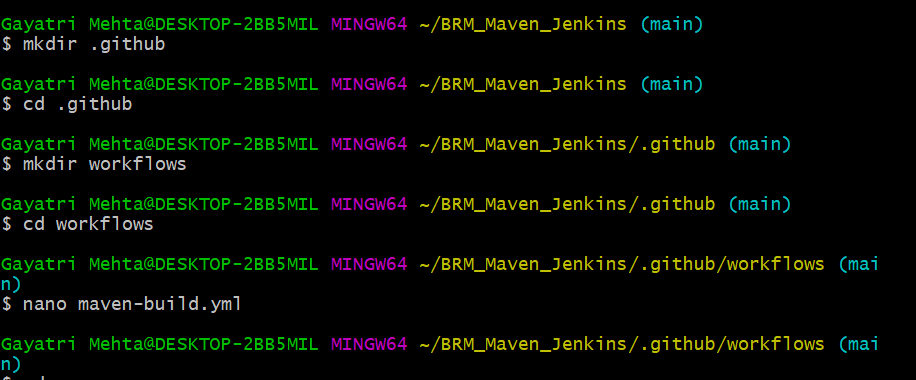 Gayatri Mehta@DESKTOP-2BB5MIL MINGW64 ~/BRM_Maven_Jenkins (main)
$ mkdir .github
Gayatri Mehta@DESKTOP-2BB5MIL MINGW64 ~/BRM_Maven_Jenkins (main)
$ cd .github
Gayatri Mehta@DESKTOP-2BB5MIL MINGW64 ~/BRM_Maven_Jenkins/.github (main)
$ mkdir workflows
Gayatri Mehta@DESKTOP-2BB5MIL MINGW64 ~/BRM_Maven_Jenkins/.github (main)
$ cd workflows
Gayatri Mehta@DESKTOP-2BB5MIL MINGW64 ~/BRM_Maven_Jenkins/.github/workflows (mai
n)
$ nano maven-build.yml
Gayatri Mehta@DESKTOP-2BB5MIL MINGW64 ~/BRM_Maven_Jenkins/.github/workflows (mai
n)